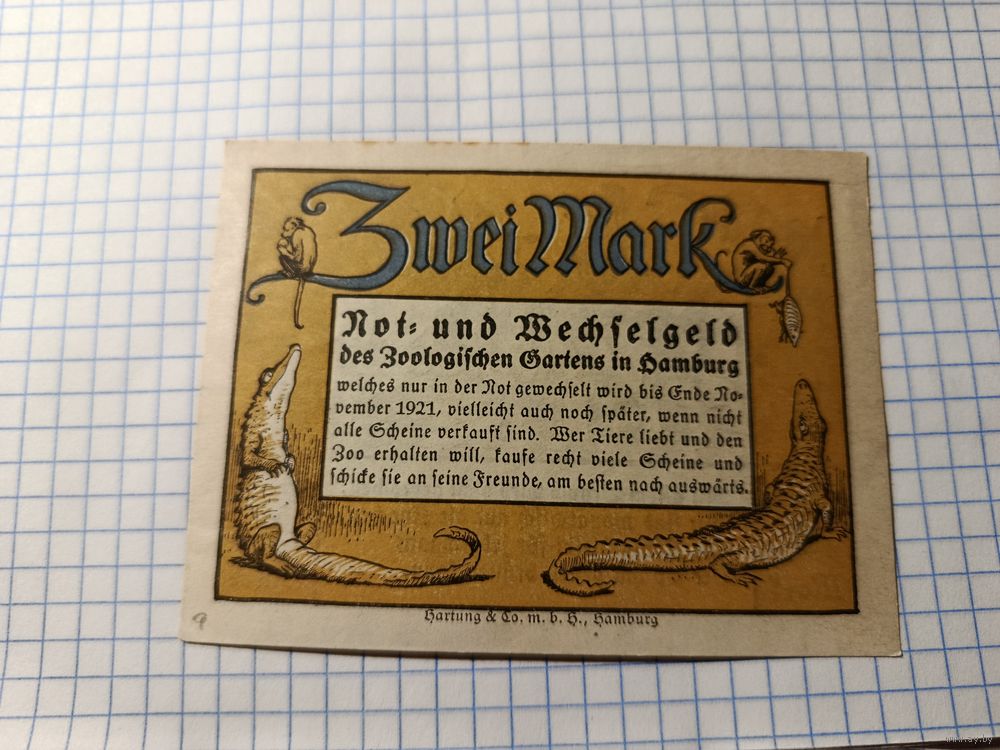 Zwei Mark
Not- und Wechselgeld
des Zoologischen Gartens in Hamburg
welches nur in der Not gewechselt wird bis Ende No-
vember 1921, vielleicht auch noch später, wenn nicht
alle Scheine verkauft sind. Wer Tiere liebt und den
Zoo erhalten will, kaufe recht viele Scheine und
schicke sie an seine Freunde, am besten nach auswärts.
Hartung & Co. m. b. H., Hamburg